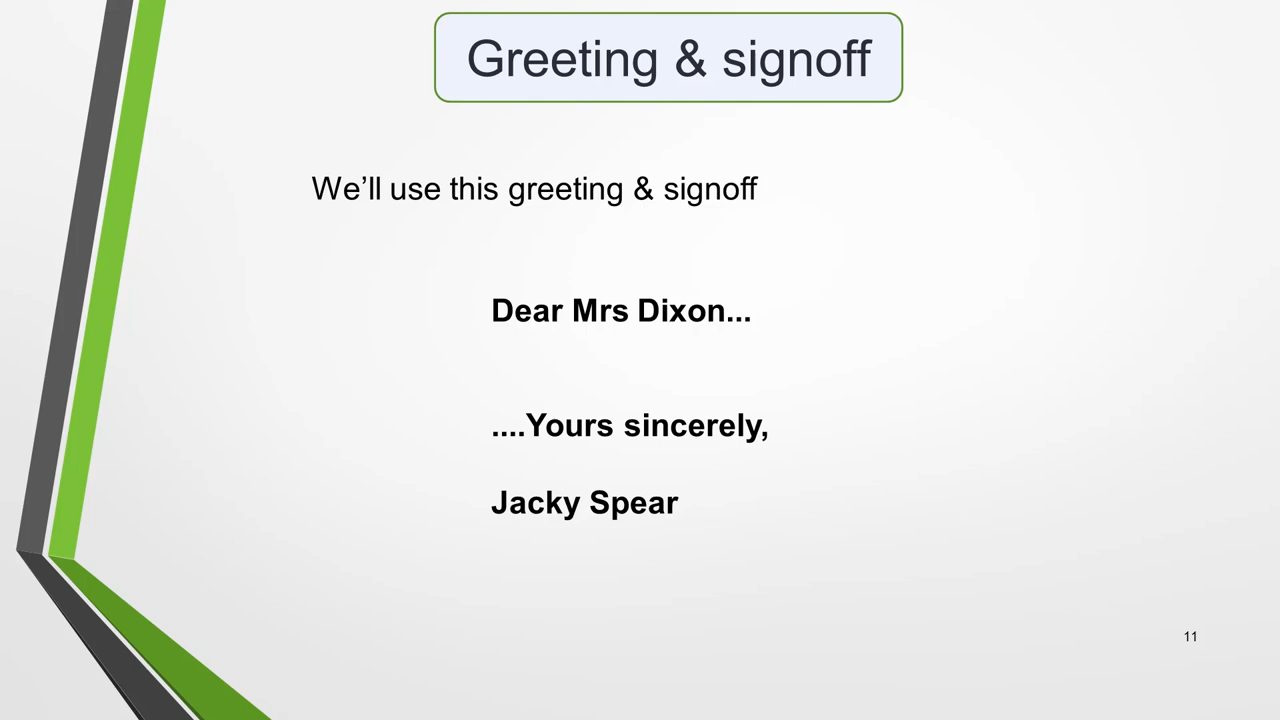 Greeting & signoff
We’ll use this greeting & signoff
Dear Mrs Dixon...
....Yours sincerely,
Jacky Spear
11